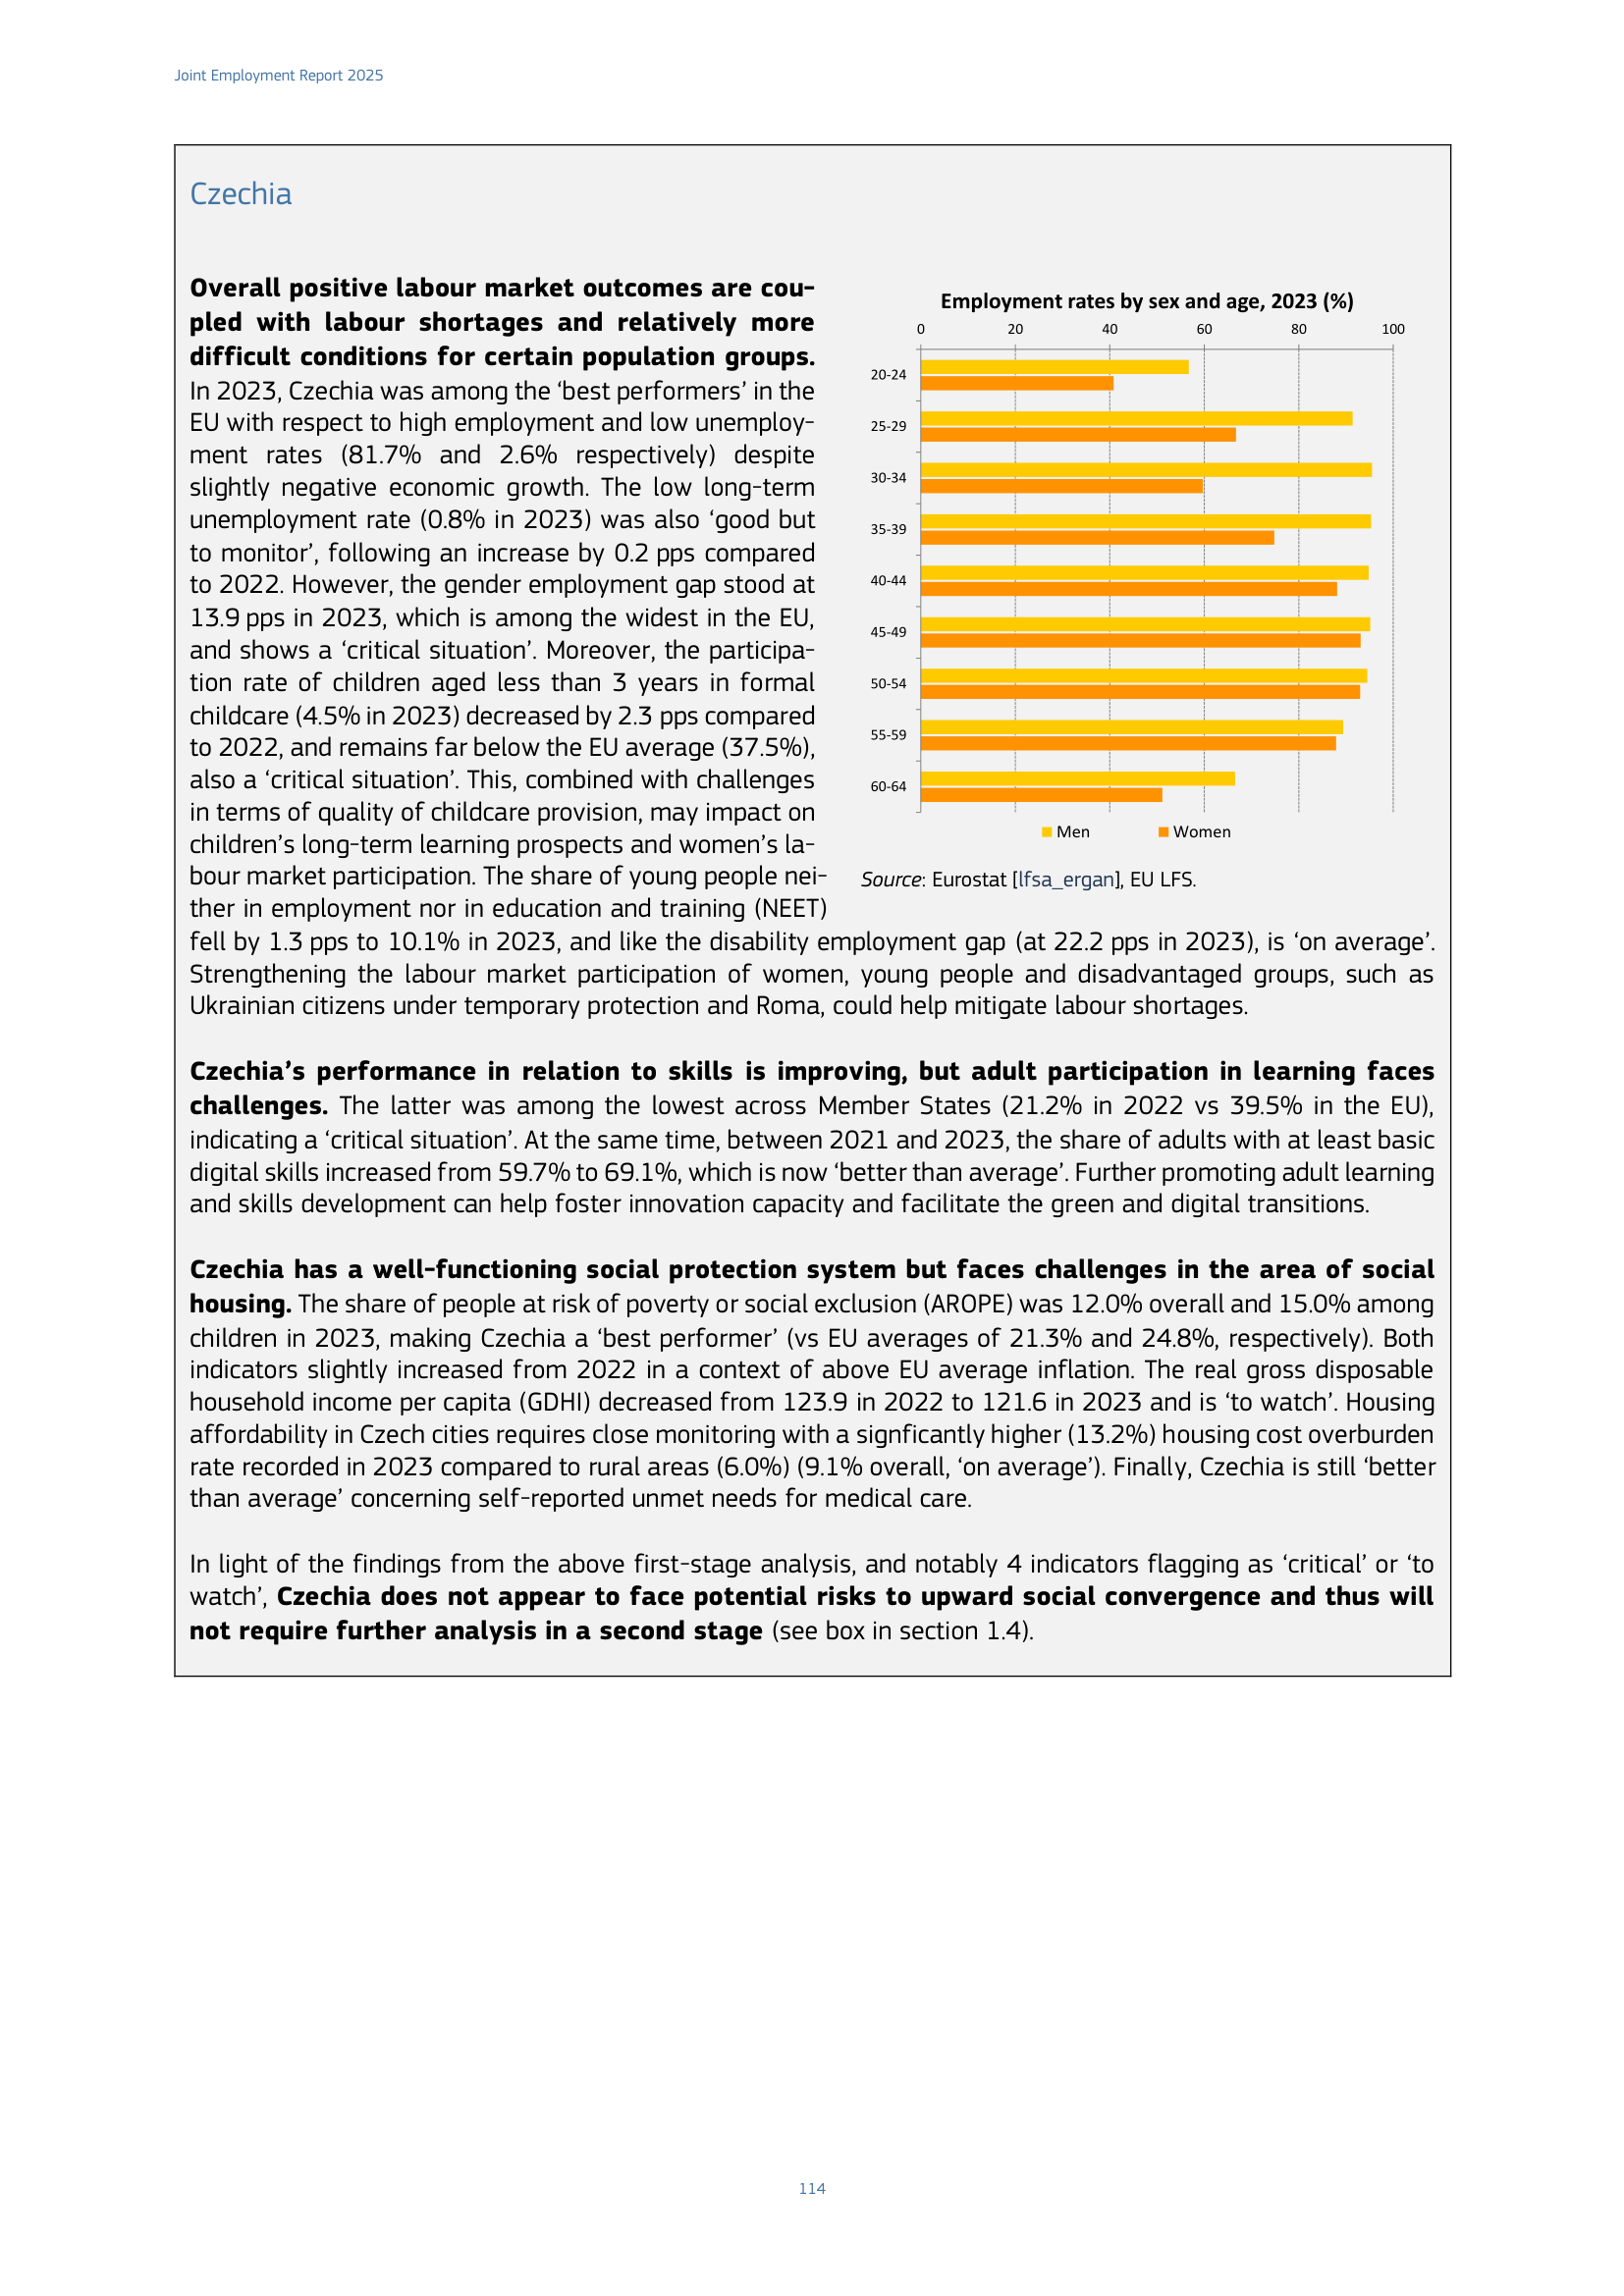 Joint Employment Report 2025
Czechia
Overall positive labour market outcomes are cou-
pled with labour shortages and relatively more
difficult conditions for certain population groups.
In 2023, Czechia was among the ‘best performers’ in the
EU with respect to high employment and low unemploy-
ment rates (81.7% and 2.6% respectively) despite
slightly negative economic growth. The low long-term
unemployment rate (0.8% in 2023) was also ‘good but
to monitor’, following an increase by 0.2 pps compared
to 2022. However, the gender employment gap stood at
13.9 pps in 2023, which is among the widest in the EU,
and shows a ‘critical situation’. Moreover, the participa-
tion rate of children aged less than 3 years in formal
childcare (4.5% in 2023) decreased by 2.3 pps compared
to 2022, and remains far below the EU average (37.5%),
also a ‘critical situation’. This, combined with challenges
in terms of quality of childcare provision, may impact on
children’s long-term learning prospects and women’s la-
bour market participation. The share of young people nei-
ther in employment nor in education and training (NEET)
Employment rates by sex and age, 2023 (%)
0 20 40 60 80 100
20-24
25-29
30-34
35-39
40-44
45-49
50-54
55-59
60-64
Men Women
Source: Eurostat [lfsa_ergan], EU LFS.
fell by 1.3 pps to 10.1% in 2023, and like the disability employment gap (at 22.2 pps in 2023), is ‘on average’.
Strengthening the labour market participation of women, young people and disadvantaged groups, such as
Ukrainian citizens under temporary protection and Roma, could help mitigate labour shortages.
Czechia’s performance in relation to skills is improving, but adult participation in learning faces
challenges. The latter was among the lowest across Member States (21.2% in 2022 vs 39.5% in the EU),
indicating a ‘critical situation’. At the same time, between 2021 and 2023, the share of adults with at least basic
digital skills increased from 59.7% to 69.1%, which is now ‘better than average’. Further promoting adult learning
and skills development can help foster innovation capacity and facilitate the green and digital transitions.
Czechia has a well-functioning social protection system but faces challenges in the area of social
housing. The share of people at risk of poverty or social exclusion (AROPE) was 12.0% overall and 15.0% among
children in 2023, making Czechia a ‘best performer’ (vs EU averages of 21.3% and 24.8%, respectively). Both
indicators slightly increased from 2022 in a context of above EU average inflation. The real gross disposable
household income per capita (GDHI) decreased from 123.9 in 2022 to 121.6 in 2023 and is ‘to watch’. Housing
affordability in Czech cities requires close monitoring with a signficantly higher (13.2%) housing cost overburden
rate recorded in 2023 compared to rural areas (6.0%) (9.1% overall, ‘on average’). Finally, Czechia is still ‘better
than average’ concerning self-reported unmet needs for medical care.
In light of the findings from the above first-stage analysis, and notably 4 indicators flagging as ‘critical’ or ‘to
watch’, Czechia does not appear to face potential risks to upward social convergence and thus will
not require further analysis in a second stage (see box in section 1.4).
114